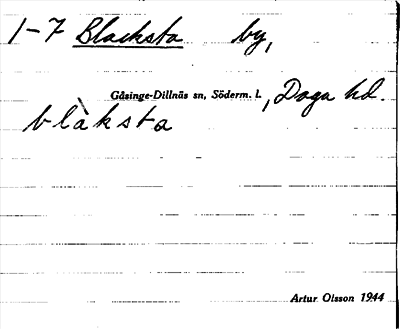 1-7 Blacksta by,
Gåsinge-Dillnäs sn, Söderm. l., Daga hd.
blàksta
Artur Olsson 1944